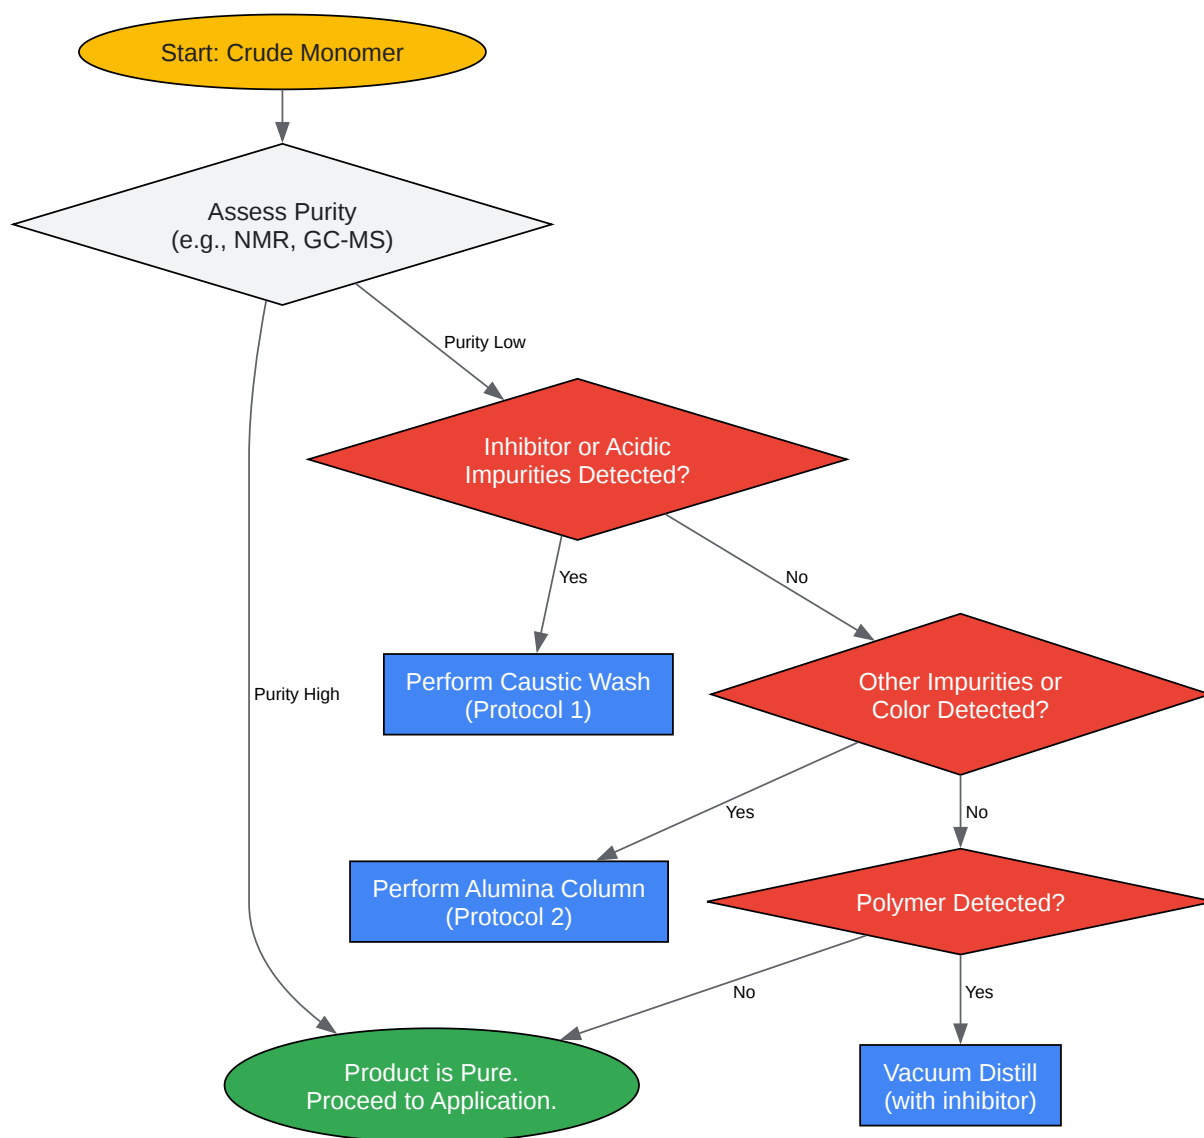 Start: Crude Monomer
Assess Purity
(e.g., NMR, GC-MS)
Purity Low
Inhibitor or Acidic
Impurities Detected?
Yes
No
Perform Caustic Wash
(Protocol 1)
Other Impurities or
Color Detected?
Purity High
Yes
No
Perform Alumina Column
(Protocol 2)
Polymer Detected?
No
Yes
Product is Pure.
Proceed to Application.
Vacuum Distill
(with inhibitor)